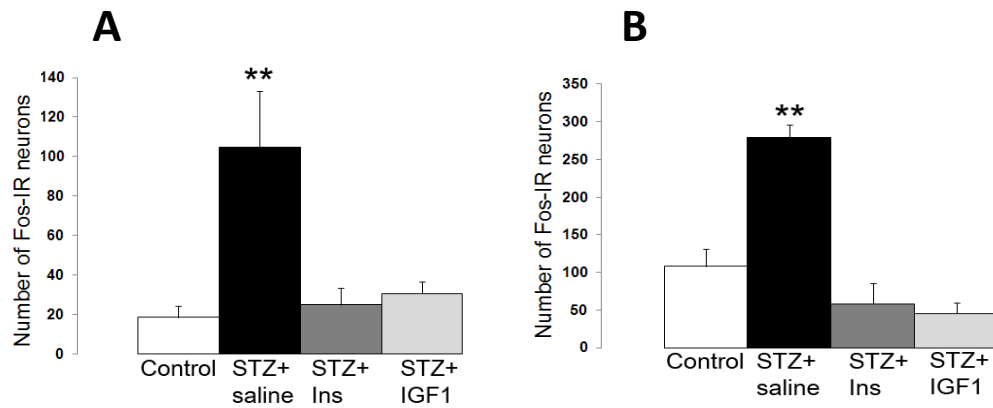 A
Number of Fos-IR neurons
140
120
100
80
60
40
20
0
**
Control
STZ+
saline
STZ+
Ins
STZ+
IGF1
B
Number of Fos-IR neurons
350
300
250
200
150
100
50
0
**
Control
STZ+
saline
STZ+
Ins
STZ+
IGF1